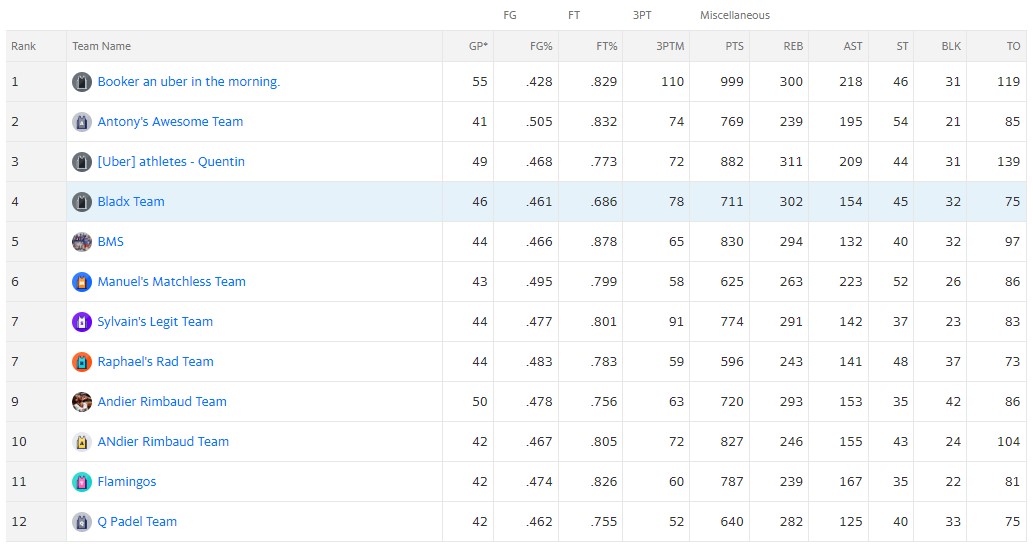 FG FT 3PT Miscellaneous
Rank Team Name GP* FG% FT% 3PTM PTS REB AST ST BLK TO
1 Booker an uber in the morning. 55 .428 .829 110 999 300 218 46 31 119
2 Antony's Awesome Team 41 .505 .832 74 769 239 195 54 21 85
3 [Uber] athletes - Quentin 49 .468 .773 72 882 311 209 44 31 139
4 Bladx Team 46 .461 .686 78 711 302 154 45 32 75
5 BMS 44 .466 .878 65 830 294 132 40 32 97
6 Manuel's Matchless Team 43 .495 .799 58 625 263 223 52 26 86
7 Sylvain's Legit Team 44 .477 .801 91 774 291 142 37 23 83
7 Raphael's Rad Team 44 .483 .783 59 596 243 141 48 37 73
9 Andier Rimbaud Team 50 .478 .756 63 720 293 153 35 42 86
10 ANdier Rimbaud Team 42 .467 .805 72 827 246 155 43 24 104
11 Flamingos 42 .474 .826 60 787 239 167 35 22 81
12 Q Padel Team 42 .462 .755 52 640 282 125 40 33 75